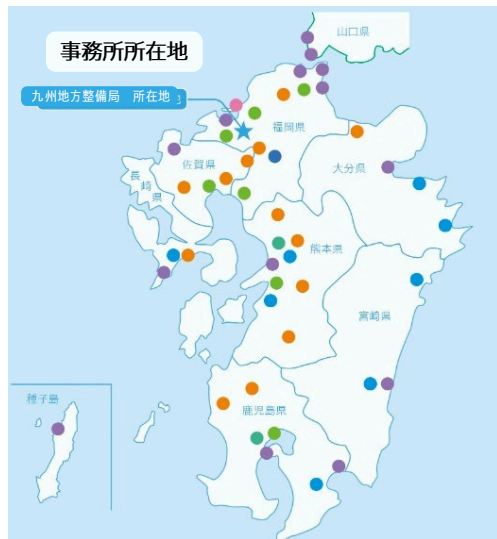 事務所所在地
山口県
九州地方整備局　所在地
福岡県
佐賀県
大分県
長崎県
熊本県
宮崎県
種子島
鹿児島県